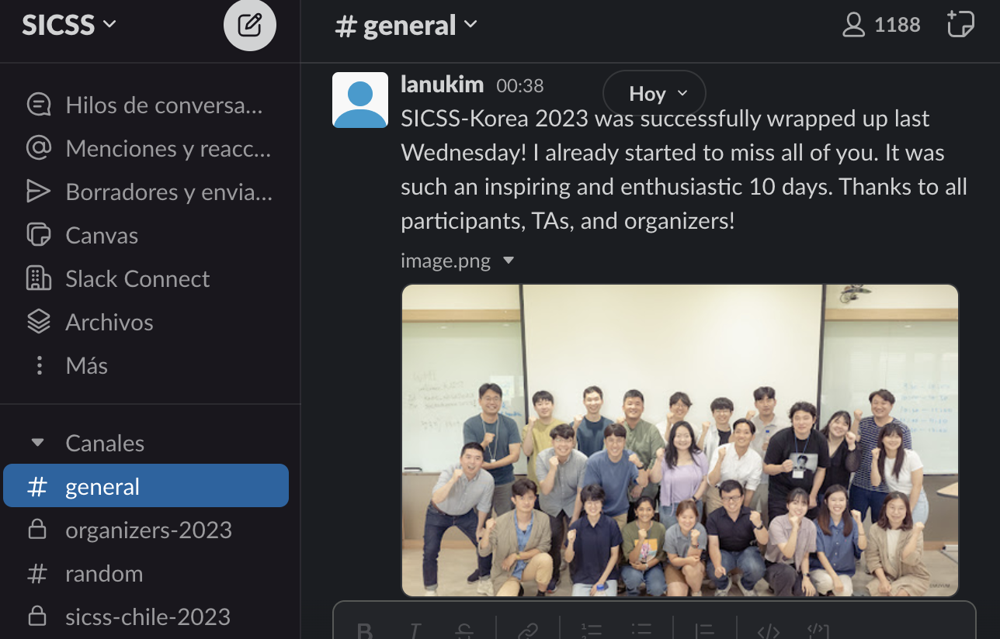 SICSS
# general
1188
Hilos de conversa...
Menciones y reacc...
Borradores y envia...
Canvas
Slack Connect
Archivos
Más
Canales
# general
organizers-2023
# random
sicss-chile-2023
lanukim 00:38
Hoy
SICSS-Korea 2023 was successfully wrapped up last
Wednesday! I already started to miss all of you. It was
such an inspiring and enthusiastic 10 days. Thanks to all
participants, TAs, and organizers!
image.png